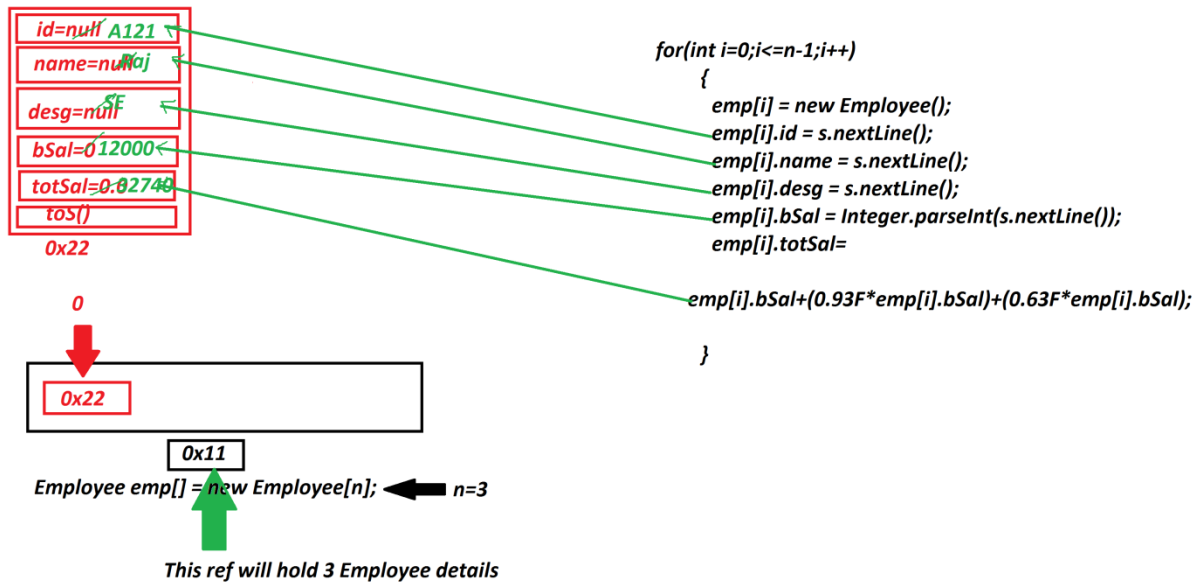 id=null A121
name=null Raj
desg=null SE
bSal=0 12000
totSal=0.0 32740
toS()
0x22
0
0x22
0x11
Employee emp[] = new Employee[n];
n=3
This ref will hold 3 Employee details
for(int i=0;i<=n-1;i++)
{
emp[i] = new Employee();
emp[i].id = s.nextLine();
emp[i].name = s.nextLine();
emp[i].desg = s.nextLine();
emp[i].bSal = Integer.parseInt(s.nextLine());
emp[i].totSal=
emp[i].bSal+(0.93F*emp[i].bSal)+(0.63F*emp[i].bSal);
}